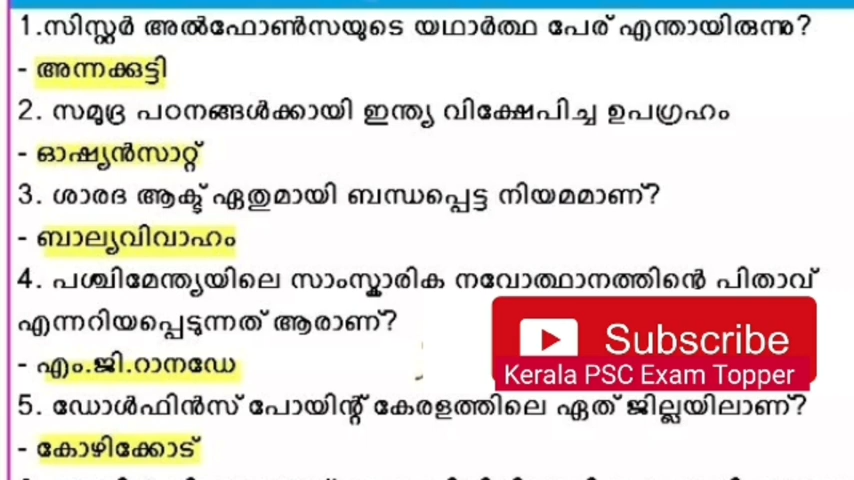 1.സിസ്റ്റർ അൽഫോൺസയുടെ യഥാർത്ഥ പേര് എന്തായിരുന്നു?
- അന്നക്കുട്ടി
2. സമുദ്ര പഠനങ്ങൾക്കായി ഇന്ത്യ വിക്ഷേപിച്ച ഉപഗ്രഹം
- ഓഷ്യൻസാറ്റ്
3. ശാരദ ആക്ട് ഏതുമായി ബന്ധപ്പെട്ട നിയമമാണ്?
- ബാല്യവിവാഹം
4. പശ്ചിമേന്ത്യയിലെ സാംസ്കാരിക നവോത്ഥാനത്തിന്റെ പിതാവ്
എന്നറിയപ്പെടുന്നത് ആരാണ്?
Subscribe
- എം.ജി.റാനഡേ
Kerala PSC Exam Topper
5. ഡോൾഫിൻസ് പോയിന്റ് കേരളത്തിലെ ഏത് ജില്ലയിലാണ്?
- കോഴിക്കോട്